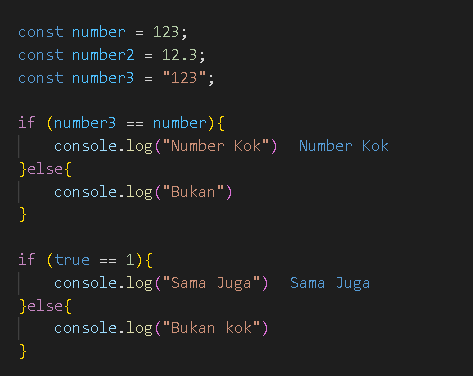 const number = 123;
const number2 = 12.3;
const number3 = "123";
if (number3 == number){
console.log("Number Kok") Number Kok
}else{
console.log("Bukan")
}
if (true == 1){
console.log("Sama Juga") Sama Juga
}else{
console.log("Bukan kok")
}